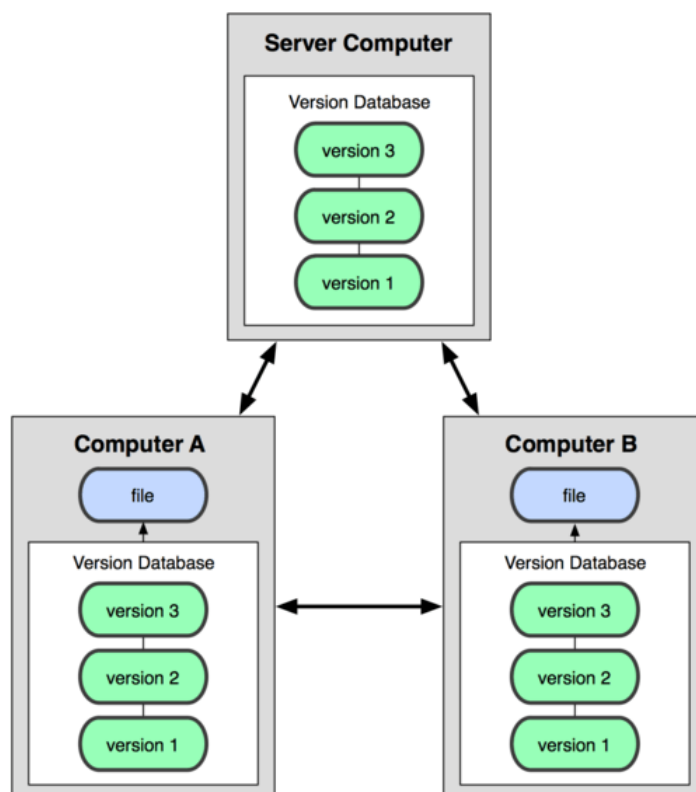 Server Computer
Version Database
version 3
version 2
version 1
Computer A
file
Version Database
version 3
version 2
version 1
Computer B
file
Version Database
version 3
version 2
version 1